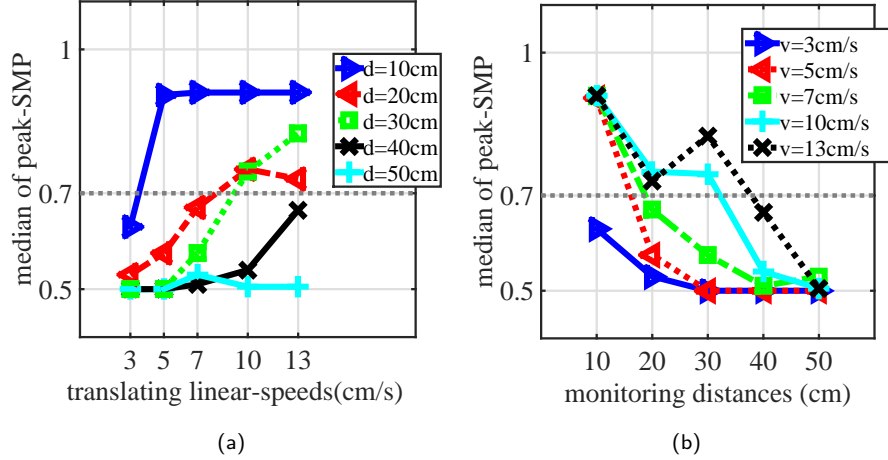 median of peak-SMP
1
0.7
0.5
3 5 7 10 13
translating linear-speeds(cm/s)
d=10cm
d=20cm
d=30cm
d=40cm
d=50cm
(a)
median of peak-SMP
1
0.7
0.5
10 20 30 40 50
monitoring distances (cm)
v=3cm/s
v=5cm/s
v=7cm/s
v=10cm/s
v=13cm/s
(b)